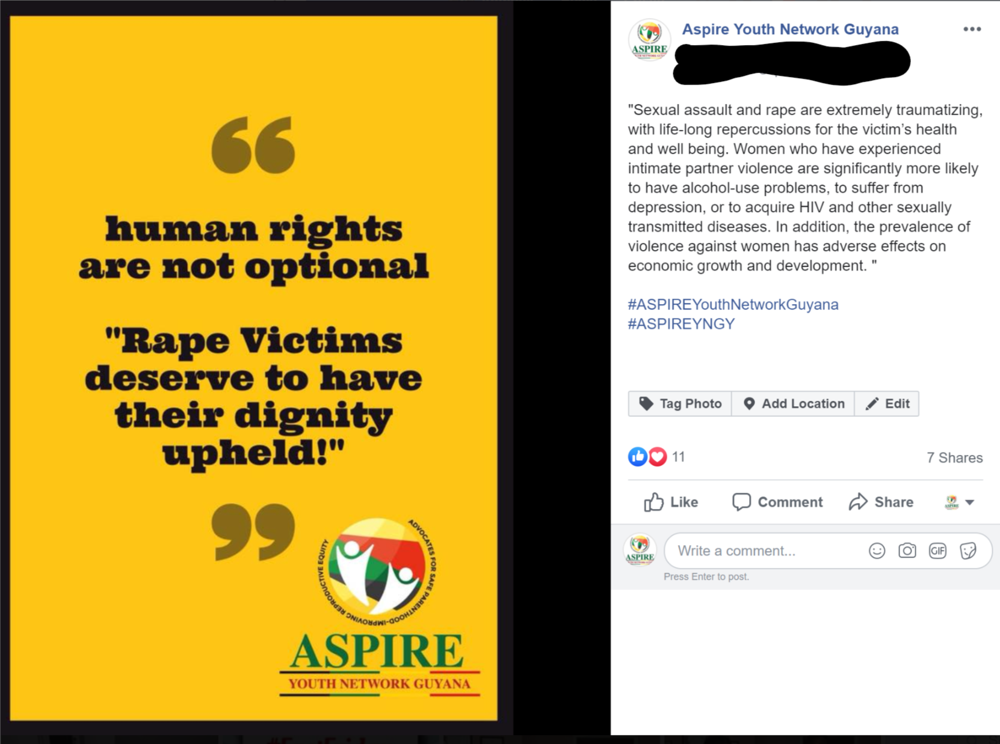 “
human rights
are not optional
"Rape Victims
deserve to have
their dignity
upheld!"
”
ADVOCATES FOR SAFE PARENTHOOD-IMPROVING REPRODUCTIVE EQUITY
ASPIRE
YOUTH NETWORK GUYANA
ASPIRE
Aspire Youth Network Guyana
"Sexual assault and rape are extremely traumatizing,
with life-long repercussions for the victim’s health
and well being. Women who have experienced
intimate partner violence are significantly more likely
to have alcohol-use problems, to suffer from
depression, or to acquire HIV and other sexually
transmitted diseases. In addition, the prevalence of
violence against women has adverse effects on
economic growth and development. "
#ASPIREYouthNetworkGuyana
#ASPIREYNGY
Tag Photo Add Location Edit
11 7 Shares
Like Comment Share ASPIRE
ASPIRE Write a comment... GIF
Press Enter to post.